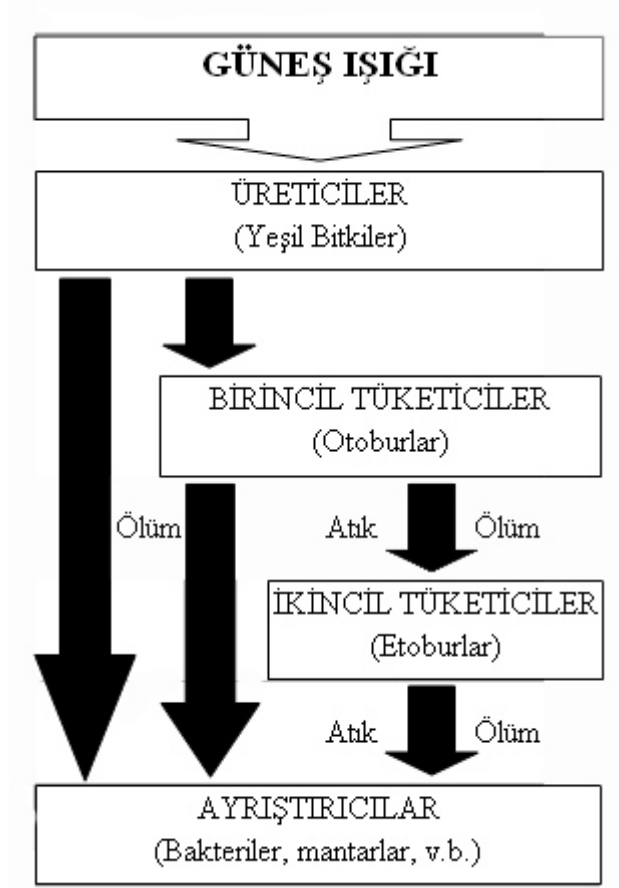 GÜNEŞ IŞIĞI
ÜRETİCİLER
(Yeşil Bitkiler)
BİRİNCİL TÜKETİCİLER
(Otoburlar)
Ölüm
Atık
Ölüm
İKİNCİL TÜKETİCİLER
(Etoburlar)
Atık
Ölüm
AYRIŞTIRICILAR
(Bakteriler, mantarlar, v.b.)